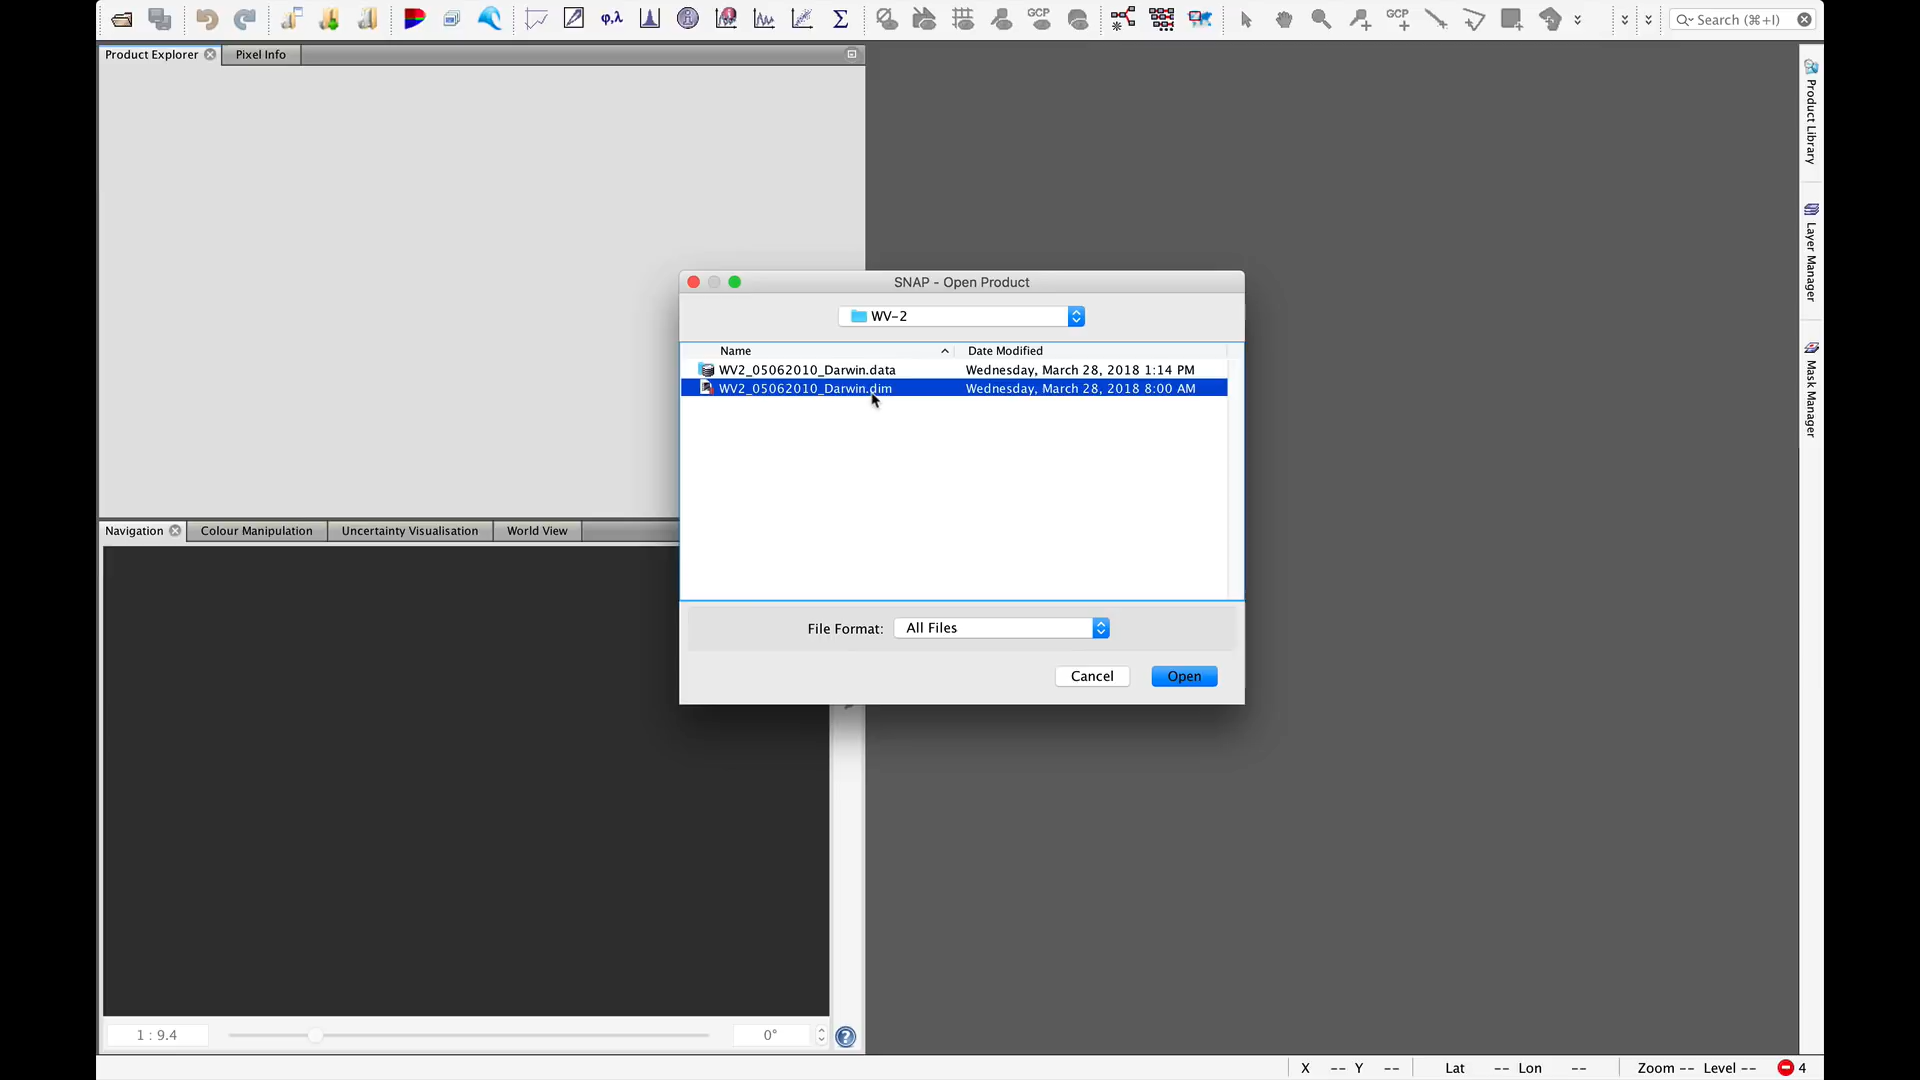 φ,λ
Σ
GCP
GCP
Search (⌘+I)
Product Explorer
Pixel Info
Product Library
Layer Manager
Mask Manager
SNAP - Open Product
WV-2
Name
Date Modified
WV2_05062010_Darwin.data
Wednesday, March 28, 2018 1:14 PM
WV2_05062010_Darwin.dim
Wednesday, March 28, 2018 8:00 AM
File Format:
All Files
Cancel
Open
Navigation
Colour Manipulation
Uncertainty Visualisation
World View
1 : 9.4
0°
?
X -- Y --
Lat -- Lon --
Zoom -- Level --
4